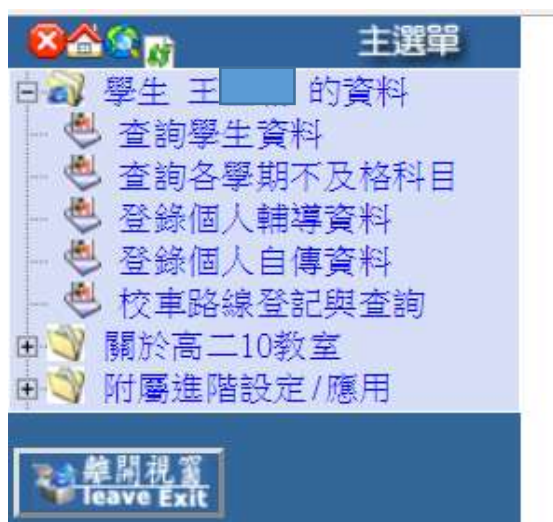 主選單
學生 王 的資料
查詢學生資料
查詢各學期不及格科目
登錄個人輔導資料
登錄個人自傳資料
校車路線登記與查詢
關於高二10教室
附屬進階設定/應用
離開視窗
leave Exit